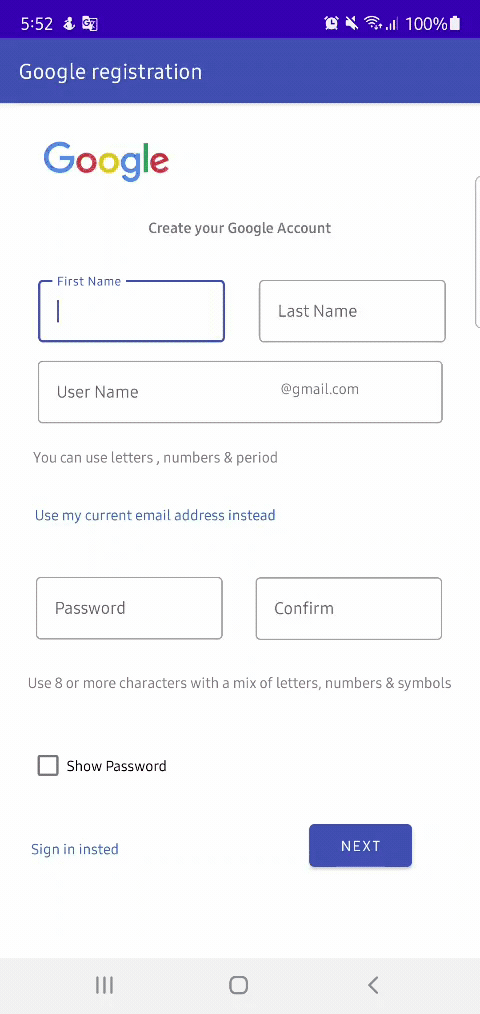 5:52 100%
Google registration
Google
Create your Google Account
First Name
Last Name
User Name @gmail.com
You can use letters , numbers & period
Use my current email address instead
Password Confirm
Use 8 or more characters with a mix of letters, numbers & symbols
Show Password
Sign in insted NEXT